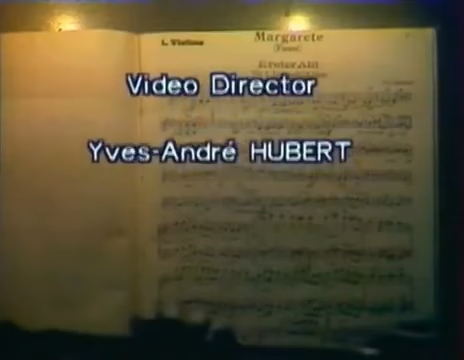 1. Violine
Margarete
(Faust)
Erster Akt
Video Director
Yves-André HUBERT